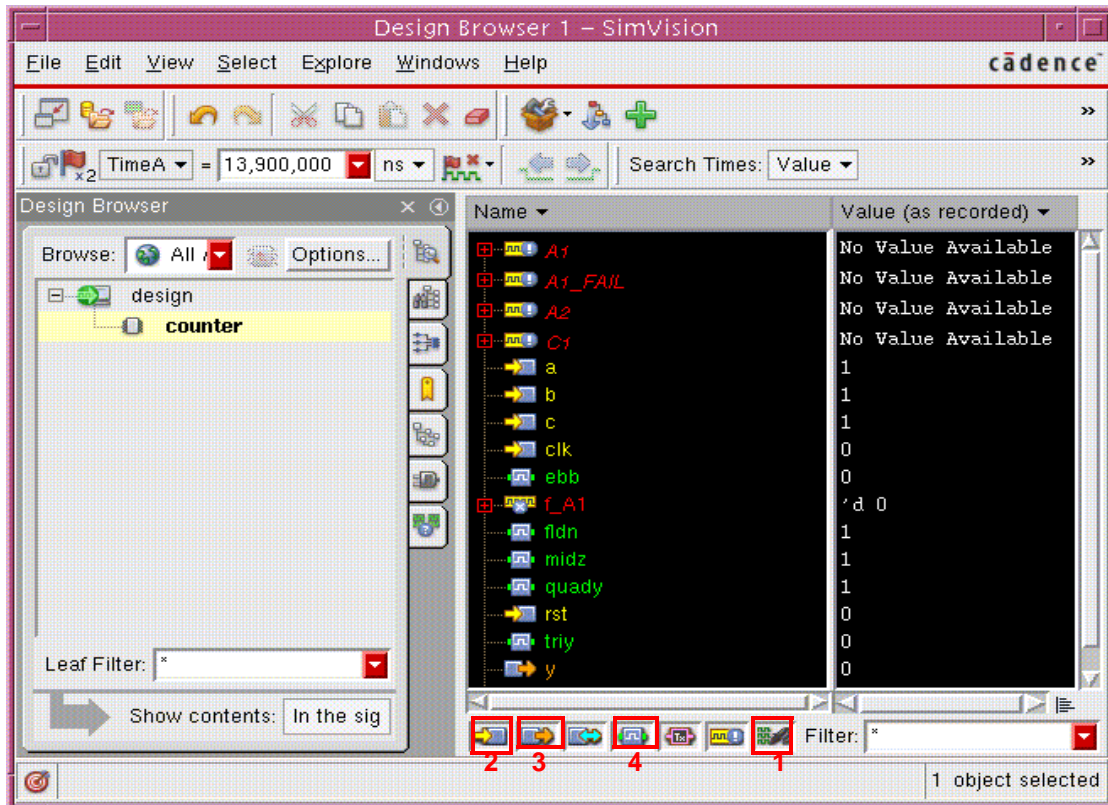 Design Browser 1 – SimVision
File Edit View Select Explore Windows Help
cādence
»
x2 TimeA = 13,900,000 ns Search Times: Value »
Design Browser
Name Value (as recorded)
Browse: All Options...
design
counter
A1 No Value Available
A1_FAIL No Value Available
A2 No Value Available
C1 No Value Available
a 1
b 1
c 1
clk 0
ebb 0
f_A1 'd 0
fldn 1
midz 1
quady 1
rst 0
triy 0
y 0
Leaf Filter: *
Show contents: In the sig
Tx Filter: *
2 3 4 1
1 object selected